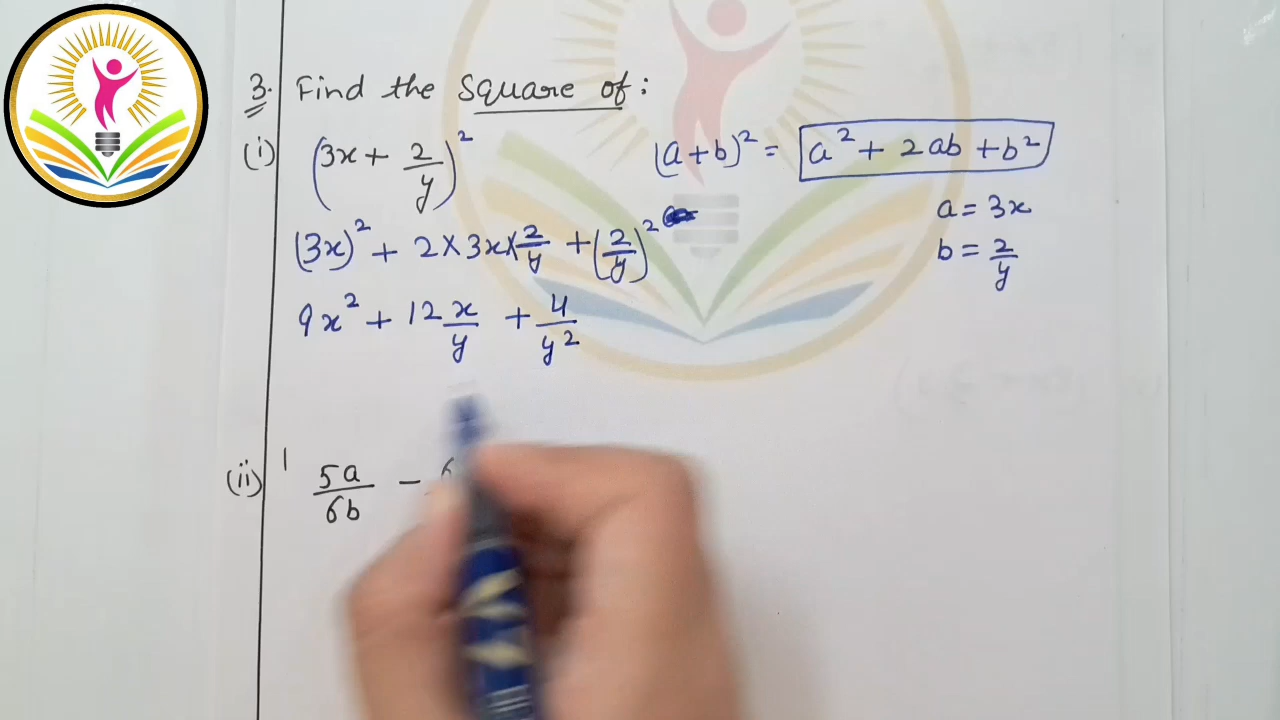 3. Find the Square of:
(i) (3x + 2/y)²
(a+b)² = a² + 2ab + b²
a = 3x
b = 2/y
(3x)² + 2 × 3x × 2/y + (2/y)²
9x² + 12 x/y + 4/y²
(ii) 5a/6b − 6